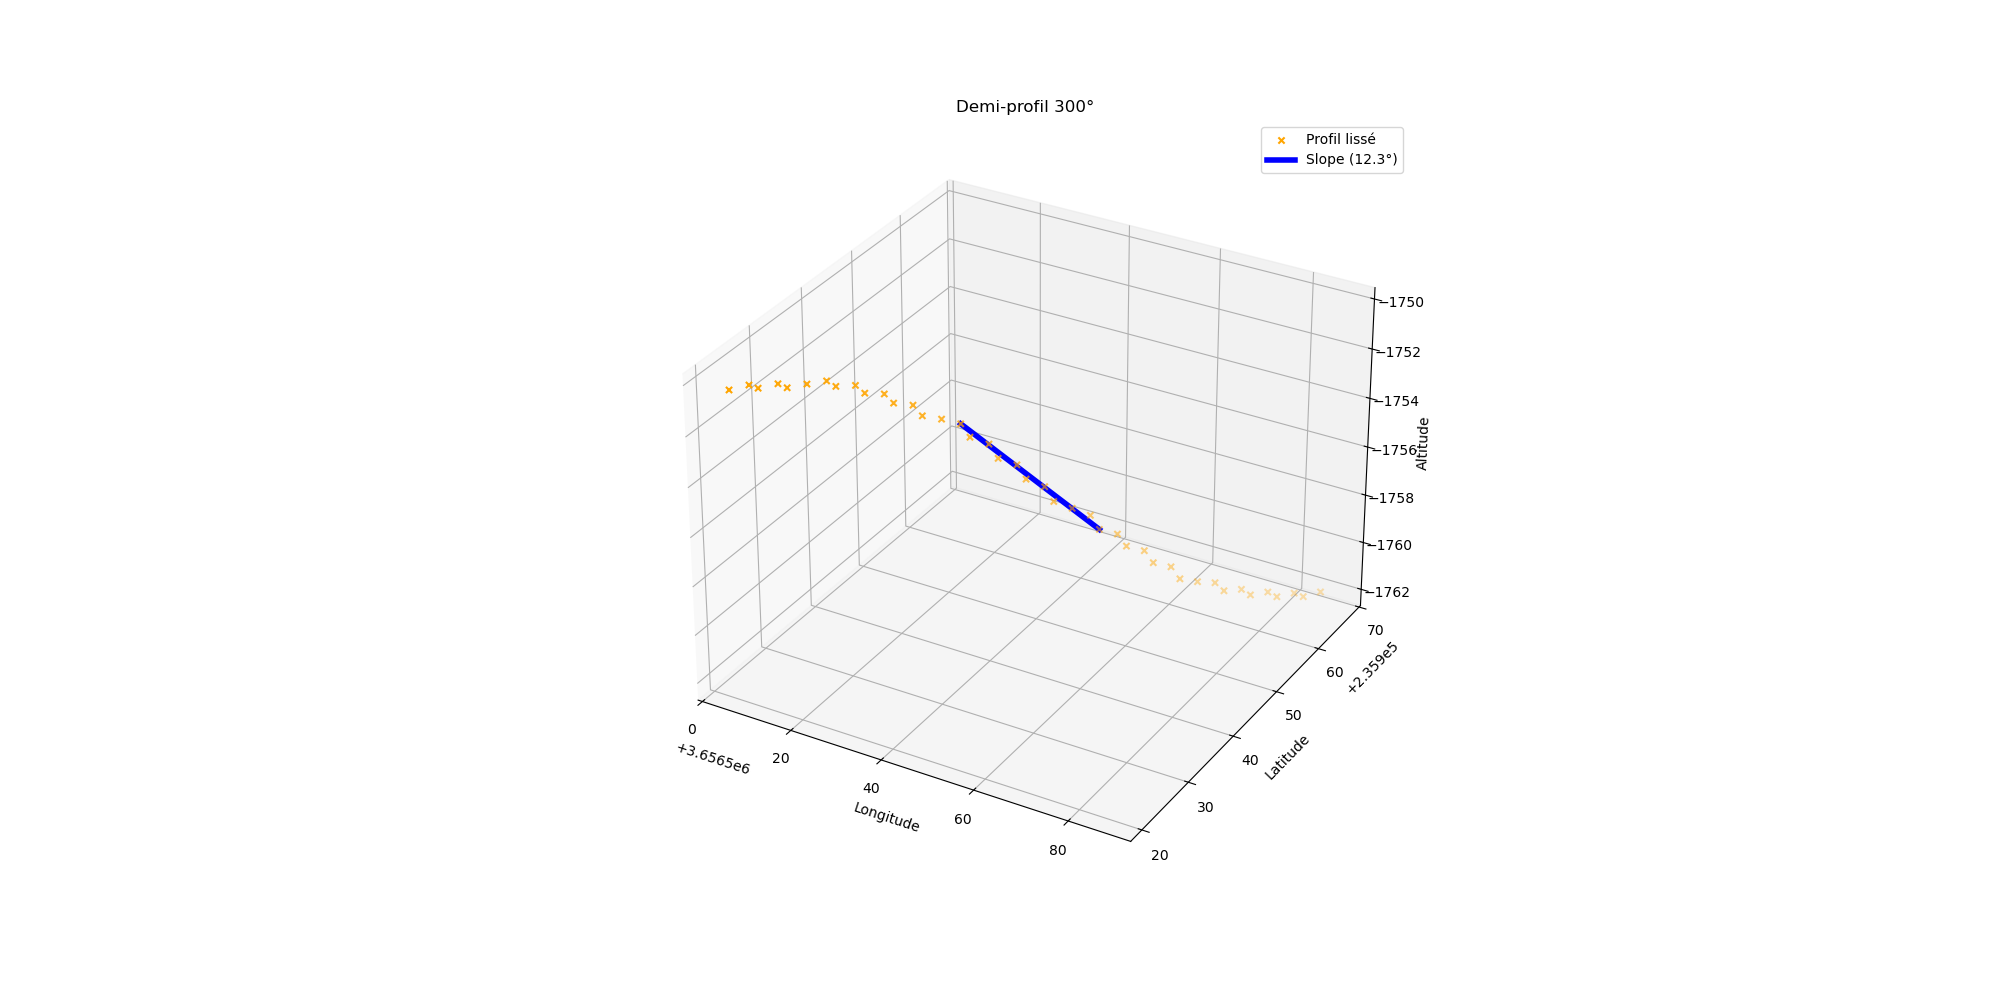 Demi-profil 300°
Profil lissé
Slope (12.3°)
−1750
−1752
−1754
−1756
−1758
−1760
−1762
Altitude
70
60
50
40
30
20
+2.359e5
Latitude
0
20
40
60
80
+3.6565e6
Longitude